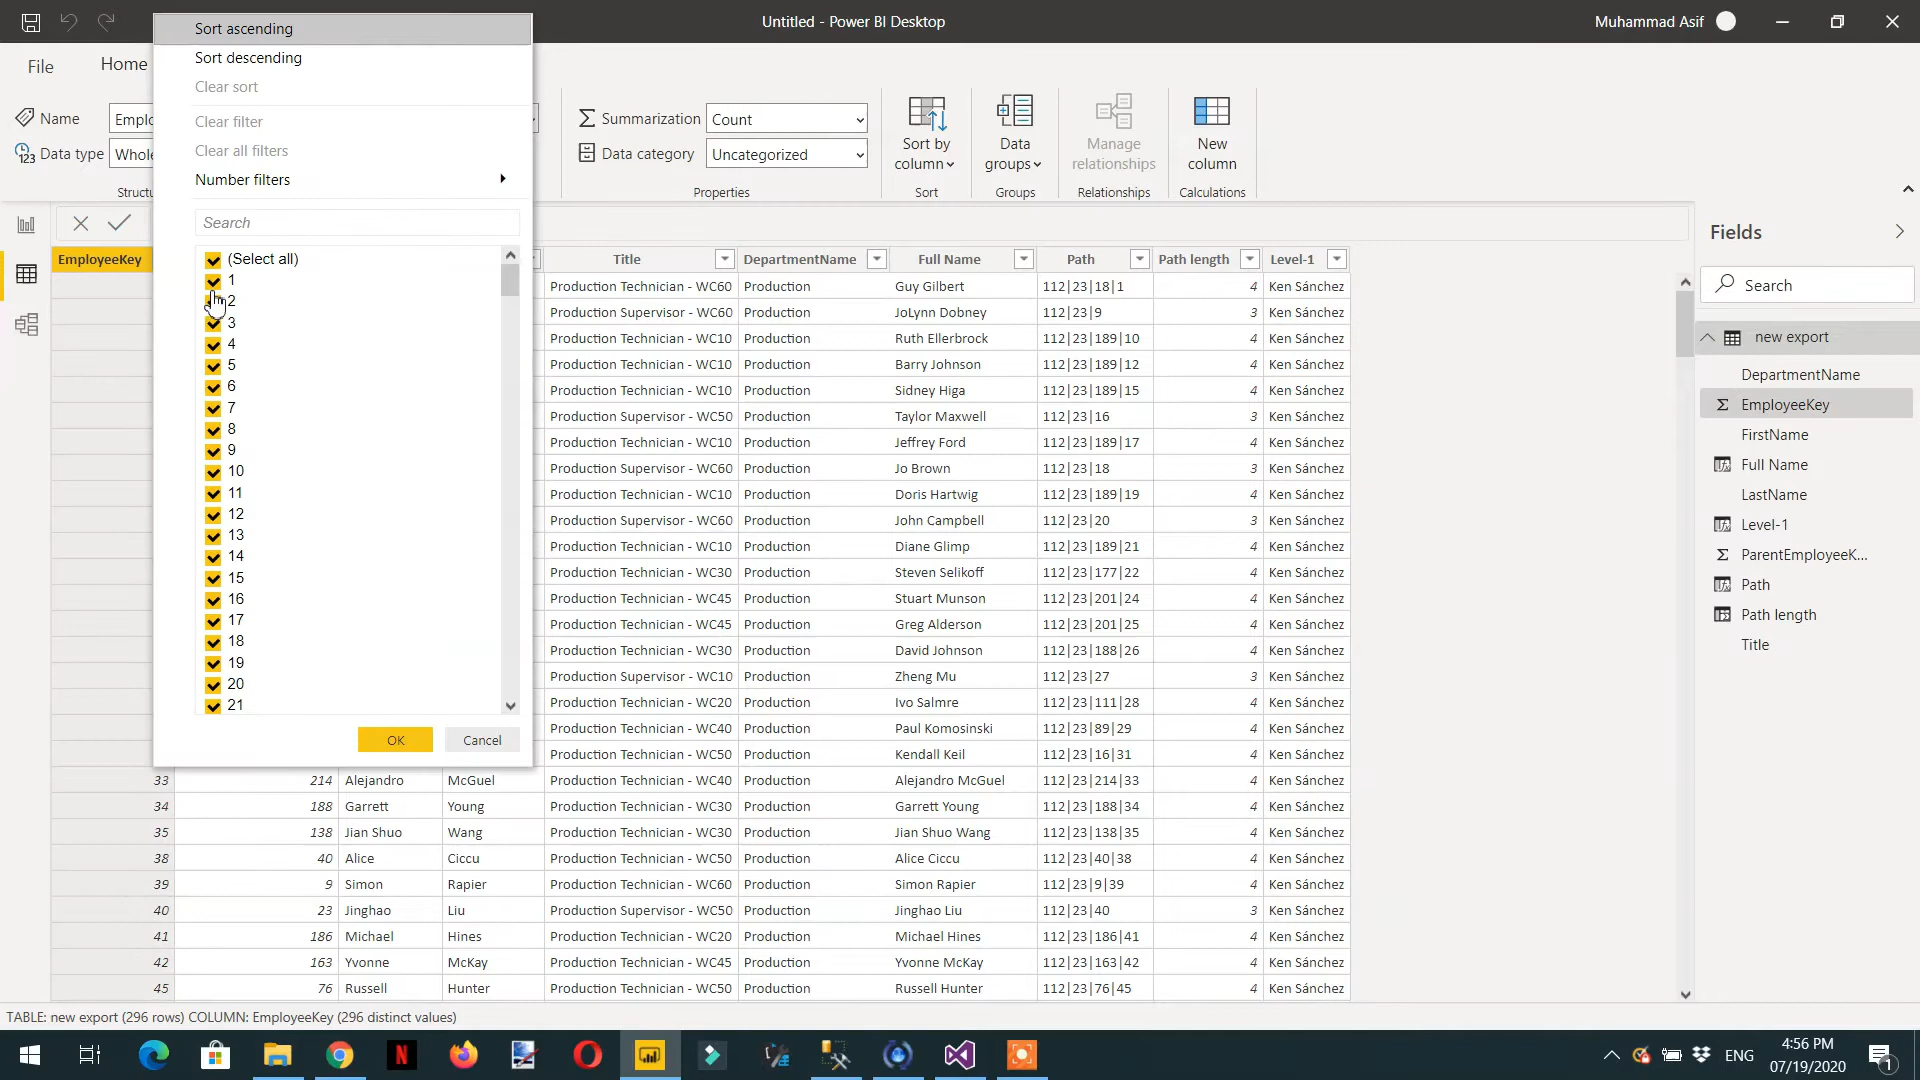 Untitled - Power BI Desktop
Muhammad Asif
File
Home
Name
Emplo
Data type
Whole
Structu
Summarization
Count
Data category
Uncategorized
Properties
Sort by
column
Sort
Data
groups
Groups
Manage
relationships
Relationships
New
column
Calculations
Sort ascending
Sort descending
Clear sort
Clear filter
Clear all filters
Number filters
Search
(Select all)
1
2
3
4
5
6
7
8
9
10
11
12
13
14
15
16
17
18
19
20
21
OK
Cancel
EmployeeKey Title DepartmentName Full Name Path Path length Level-1
Production Technician - WC60 Production Guy Gilbert 112|23|18|1 4 Ken Sánchez
Production Supervisor - WC60 Production JoLynn Dobney 112|23|9 3 Ken Sánchez
Production Technician - WC10 Production Ruth Ellerbrock 112|23|189|10 4 Ken Sánchez
Production Technician - WC10 Production Barry Johnson 112|23|189|12 4 Ken Sánchez
Production Technician - WC10 Production Sidney Higa 112|23|189|15 4 Ken Sánchez
Production Supervisor - WC50 Production Taylor Maxwell 112|23|16 3 Ken Sánchez
Production Technician - WC10 Production Jeffrey Ford 112|23|189|17 4 Ken Sánchez
Production Supervisor - WC60 Production Jo Brown 112|23|18 3 Ken Sánchez
Production Technician - WC10 Production Doris Hartwig 112|23|189|19 4 Ken Sánchez
Production Supervisor - WC60 Production John Campbell 112|23|20 3 Ken Sánchez
Production Technician - WC10 Production Diane Glimp 112|23|189|21 4 Ken Sánchez
Production Technician - WC30 Production Steven Selikoff 112|23|177|22 4 Ken Sánchez
Production Technician - WC45 Production Stuart Munson 112|23|201|24 4 Ken Sánchez
Production Technician - WC45 Production Greg Alderson 112|23|201|25 4 Ken Sánchez
Production Technician - WC30 Production David Johnson 112|23|188|26 4 Ken Sánchez
Production Supervisor - WC10 Production Zheng Mu 112|23|27 3 Ken Sánchez
Production Technician - WC20 Production Ivo Salmre 112|23|111|28 4 Ken Sánchez
Production Technician - WC40 Production Paul Komosinski 112|23|89|29 4 Ken Sánchez
Production Technician - WC50 Production Kendall Keil 112|23|16|31 4 Ken Sánchez
33 214 Alejandro McGuel Production Technician - WC40 Production Alejandro McGuel 112|23|214|33 4 Ken Sánchez
34 188 Garrett Young Production Technician - WC30 Production Garrett Young 112|23|188|34 4 Ken Sánchez
35 138 Jian Shuo Wang Production Technician - WC30 Production Jian Shuo Wang 112|23|138|35 4 Ken Sánchez
38 40 Alice Ciccu Production Technician - WC50 Production Alice Ciccu 112|23|40|38 4 Ken Sánchez
39 9 Simon Rapier Production Technician - WC60 Production Simon Rapier 112|23|9|39 4 Ken Sánchez
40 23 Jinghao Liu Production Supervisor - WC50 Production Jinghao Liu 112|23|40 3 Ken Sánchez
41 186 Michael Hines Production Technician - WC20 Production Michael Hines 112|23|186|41 4 Ken Sánchez
42 163 Yvonne McKay Production Technician - WC45 Production Yvonne McKay 112|23|163|42 4 Ken Sánchez
45 76 Russell Hunter Production Technician - WC50 Production Russell Hunter 112|23|76|45 4 Ken Sánchez
Fields
Search
new export
DepartmentName
EmployeeKey
FirstName
Full Name
LastName
Level-1
ParentEmployeeK...
Path
Path length
Title
TABLE: new export (296 rows) COLUMN: EmployeeKey (296 distinct values)
ENG
4:56 PM
07/19/2020
1